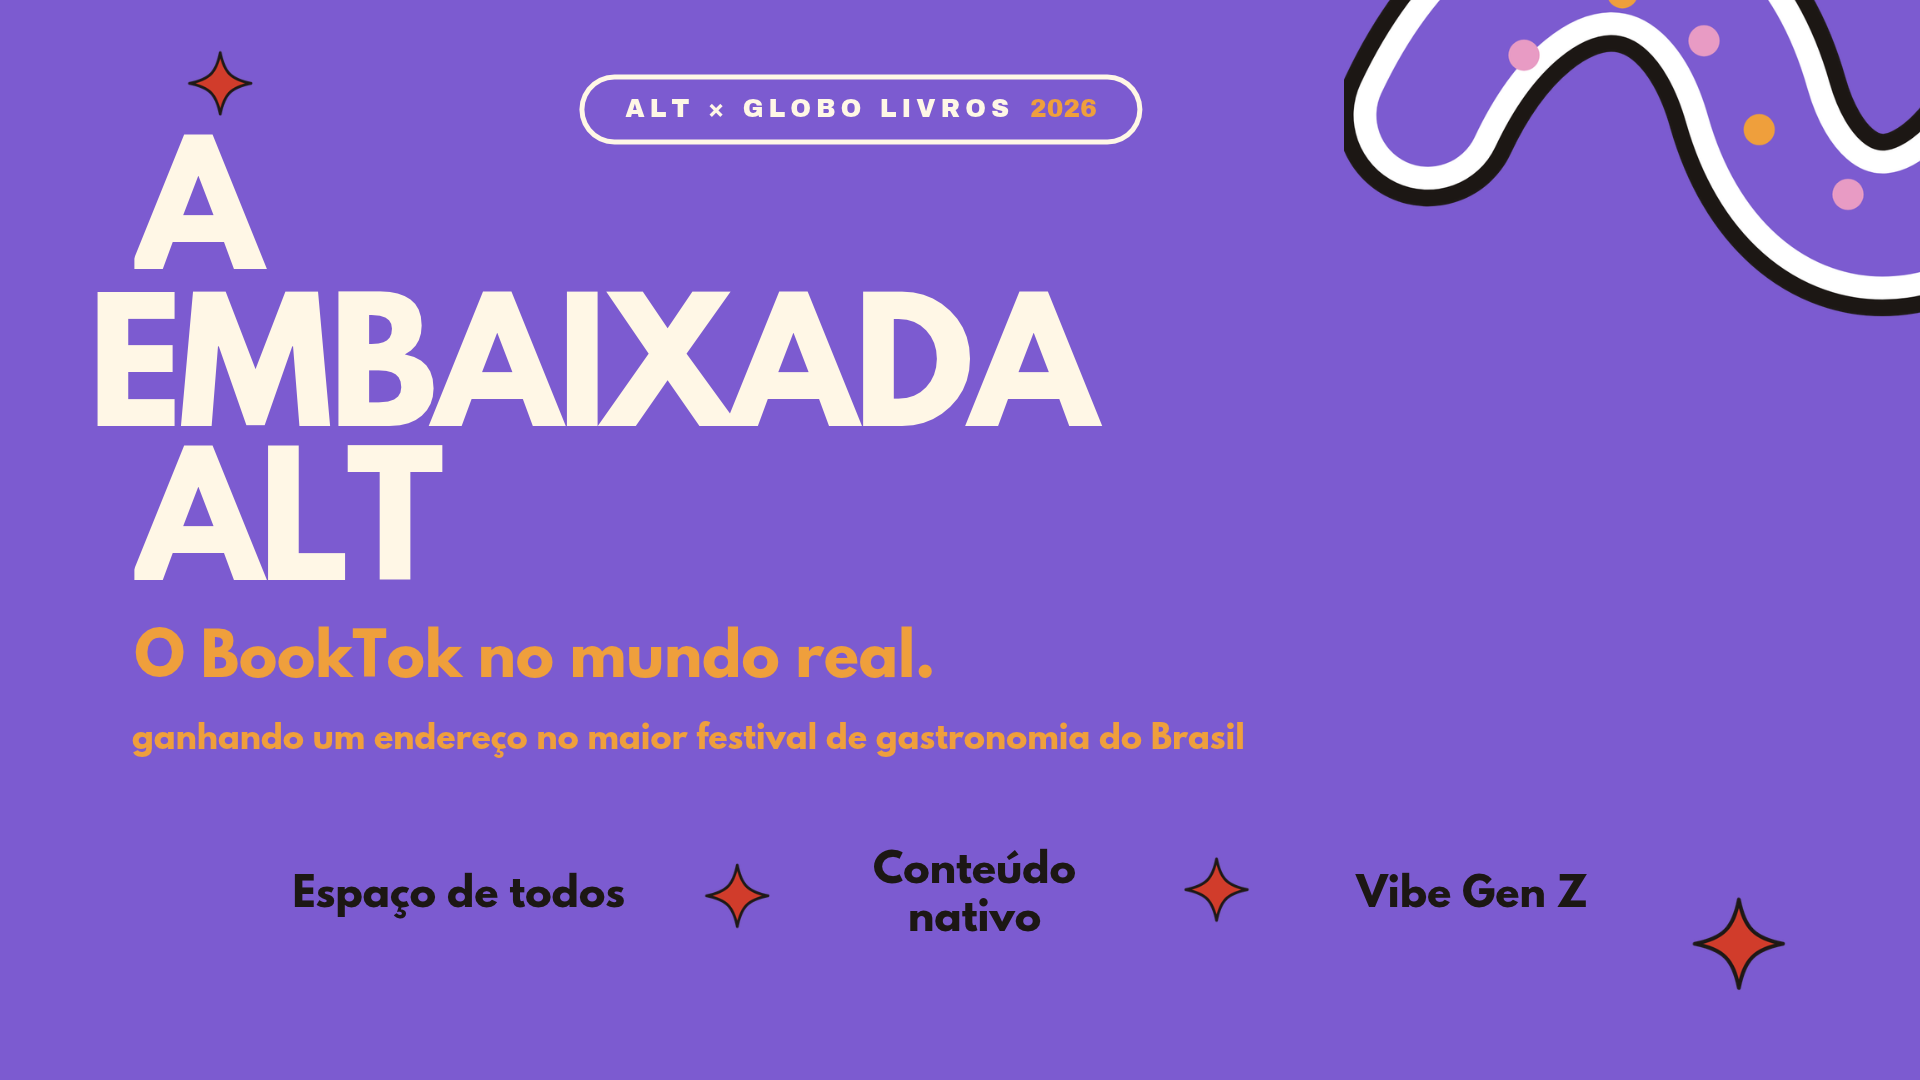 ALT × GLOBO LIVROS 2026
A
EMBAIXADA
ALT
O BookTok no mundo real.
ganhando um endereço no maior festival de gastronomia do Brasil
Espaço de todos
Conteúdo
nativo
Vibe Gen Z